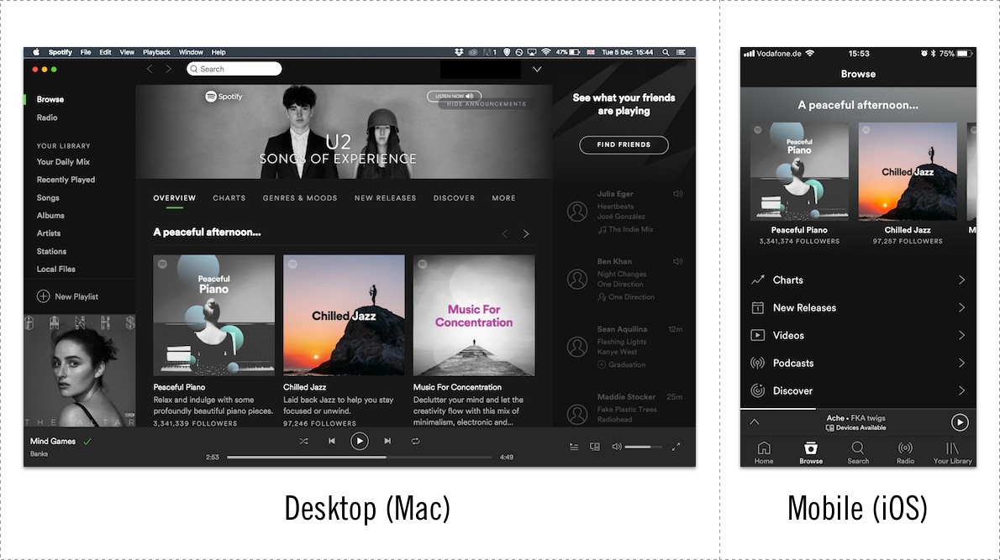 Spotify File Edit View Playback Window Help
1 47% Tue 5 Dec 15:44
Search
Browse
Radio
YOUR LIBRARY
Your Daily Mix
Recently Played
Songs
Albums
Artists
Stations
Local Files
New Playlist
BANKS
THE ALTAR
Spotify
LISTEN NOW
HIDE ANNOUNCEMENTS
U2
SONGS OF EXPERIENCE
OVERVIEW CHARTS GENRES & MOODS NEW RELEASES DISCOVER MORE
A peaceful afternoon...
Peaceful
Piano
Chilled Jazz
Music For
Concentration
Peaceful Piano
Relax and indulge with some
profoundly beautiful piano pieces.
3,341,339 FOLLOWERS
Chilled Jazz
Laid back Jazz to help you stay
focused or unwind.
97,246 FOLLOWERS
Music For Concentration
Declutter your mind and let the
creativity flow with this mix of
minimalism, electronic and...
See what your friends
are playing
FIND FRIENDS
Julia Eger
Heartbeats
José González
The Indie Mix
Ben Khan
Night Changes
One Direction
One Direction
Sean Aquilina 12m
Flashing Lights
Kanye West
Graduation
Maddie Stocker 25m
Fake Plastic Trees
Radiohead
Mind Games
Banks
2:53 4:49
Desktop (Mac)
Vodafone.de 15:53 75%
Browse
A peaceful afternoon...
Peaceful
Piano
Chilled Jazz
Peaceful Piano
3,341,374 FOLLOWERS
Chilled Jazz
97,257 FOLLOWERS
M
Charts
1 New Releases
Videos
Podcasts
Discover
Ache • FKA twigs
Devices Available
Home Browse Search Radio Your Library
Mobile (iOS)